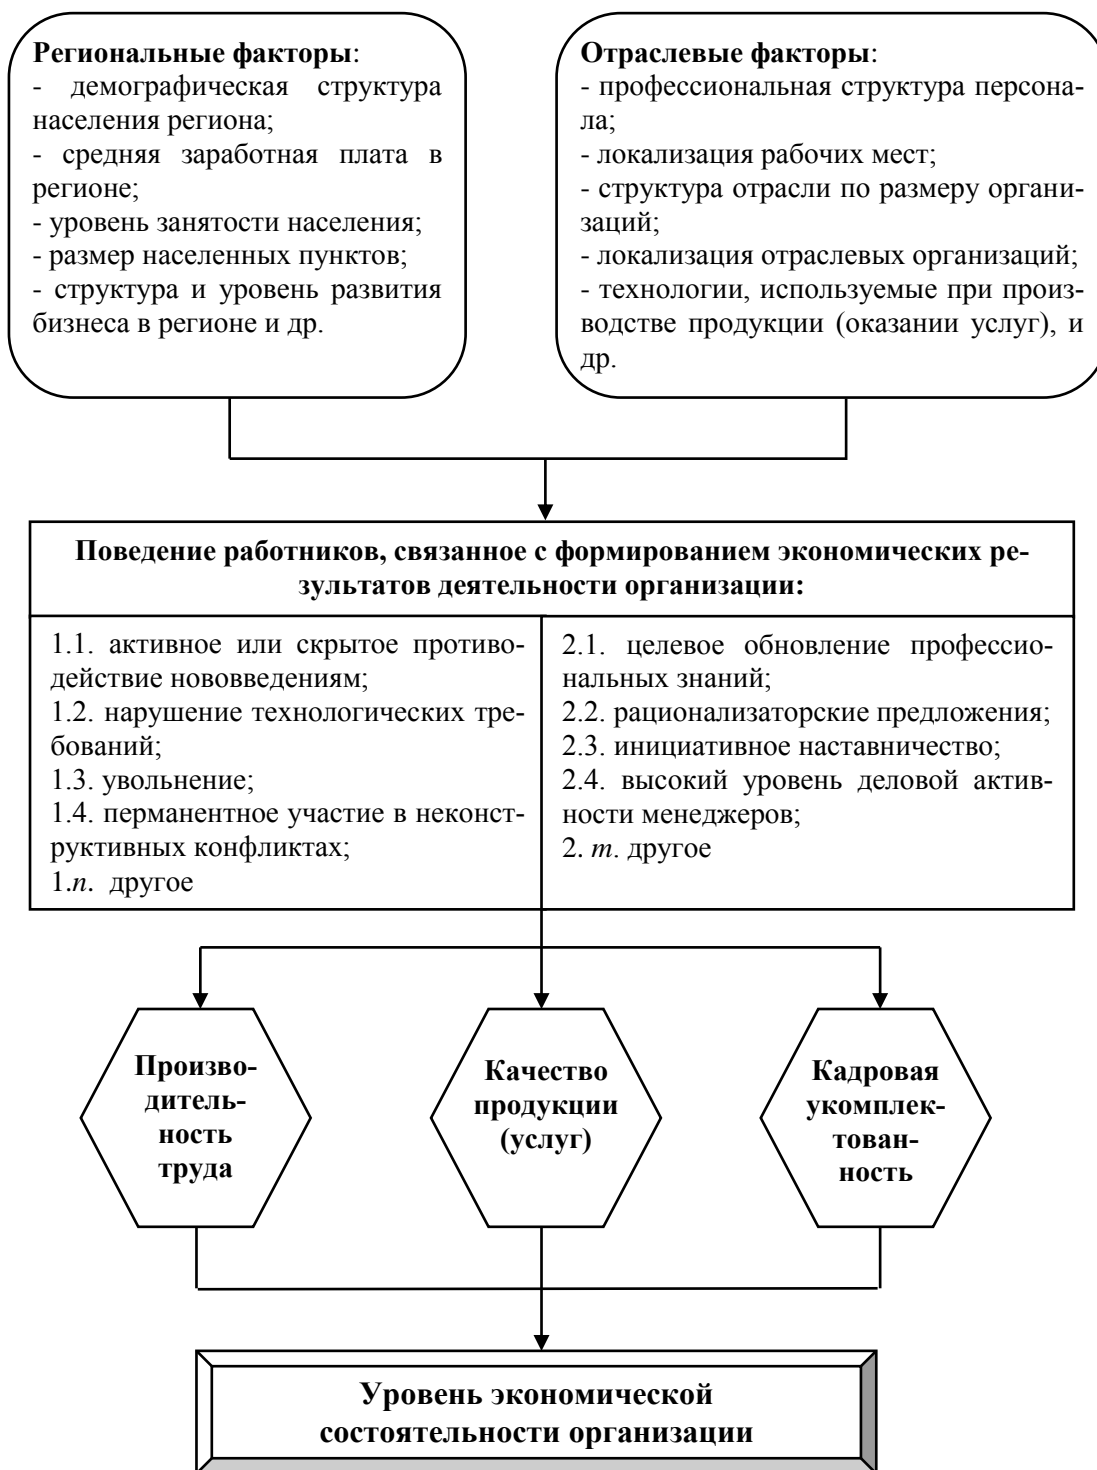 Региональные факторы:
- демографическая структура
населения региона;
- средняя заработная плата в
регионе;
- уровень занятости населения;
- размер населенных пунктов;
- структура и уровень развития
бизнеса в регионе и др.
Отраслевые факторы:
- профессиональная структура персона-
ла;
- локализация рабочих мест;
- структура отрасли по размеру органи-
заций;
- локализация отраслевых организаций;
- технологии, используемые при произ-
водстве продукции (оказании услуг), и
др.
Поведение работников, связанное с формированием экономических ре-
зультатов деятельности организации:
1.1. активное или скрытое противо-
действие нововведениям;
1.2. нарушение технологических тре-
бований;
1.3. увольнение;
1.4. перманентное участие в неконст-
руктивных конфликтах;
1.n. другое
2.1. целевое обновление профессио-
нальных знаний;
2.2. рационализаторские предложения;
2.3. инициативное наставничество;
2.4. высокий уровень деловой актив-
ности менеджеров;
2. m. другое
Произво-
дитель-
ность
труда
Качество
продукции
(услуг)
Кадровая
укомплек-
тован-
ность
Уровень экономической
состоятельности организации